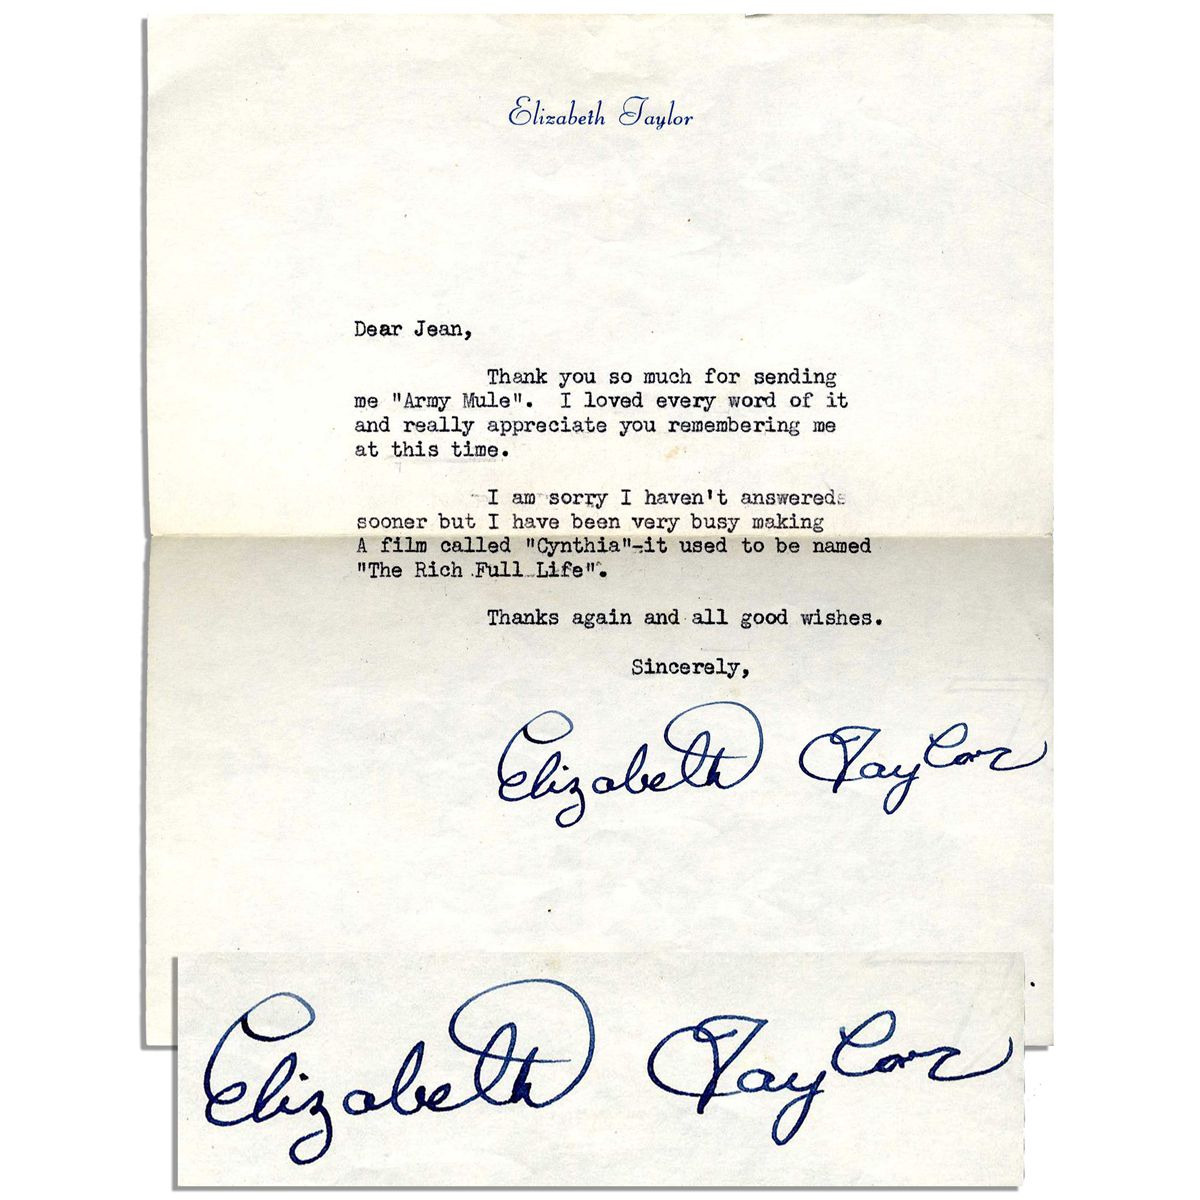 Elizabeth Taylor
Dear Jean,
Thank you so much for sending
me "Army Mule". I loved every word of it
and really appreciate you remembering me
at this time.
I am sorry I haven't answered
sooner but I have been very busy making
A film called "Cynthia"-it used to be named
"The Rich Full Life".
Thanks again and all good wishes.
Sincerely,
Elizabeth Taylor
Elizabeth Taylor